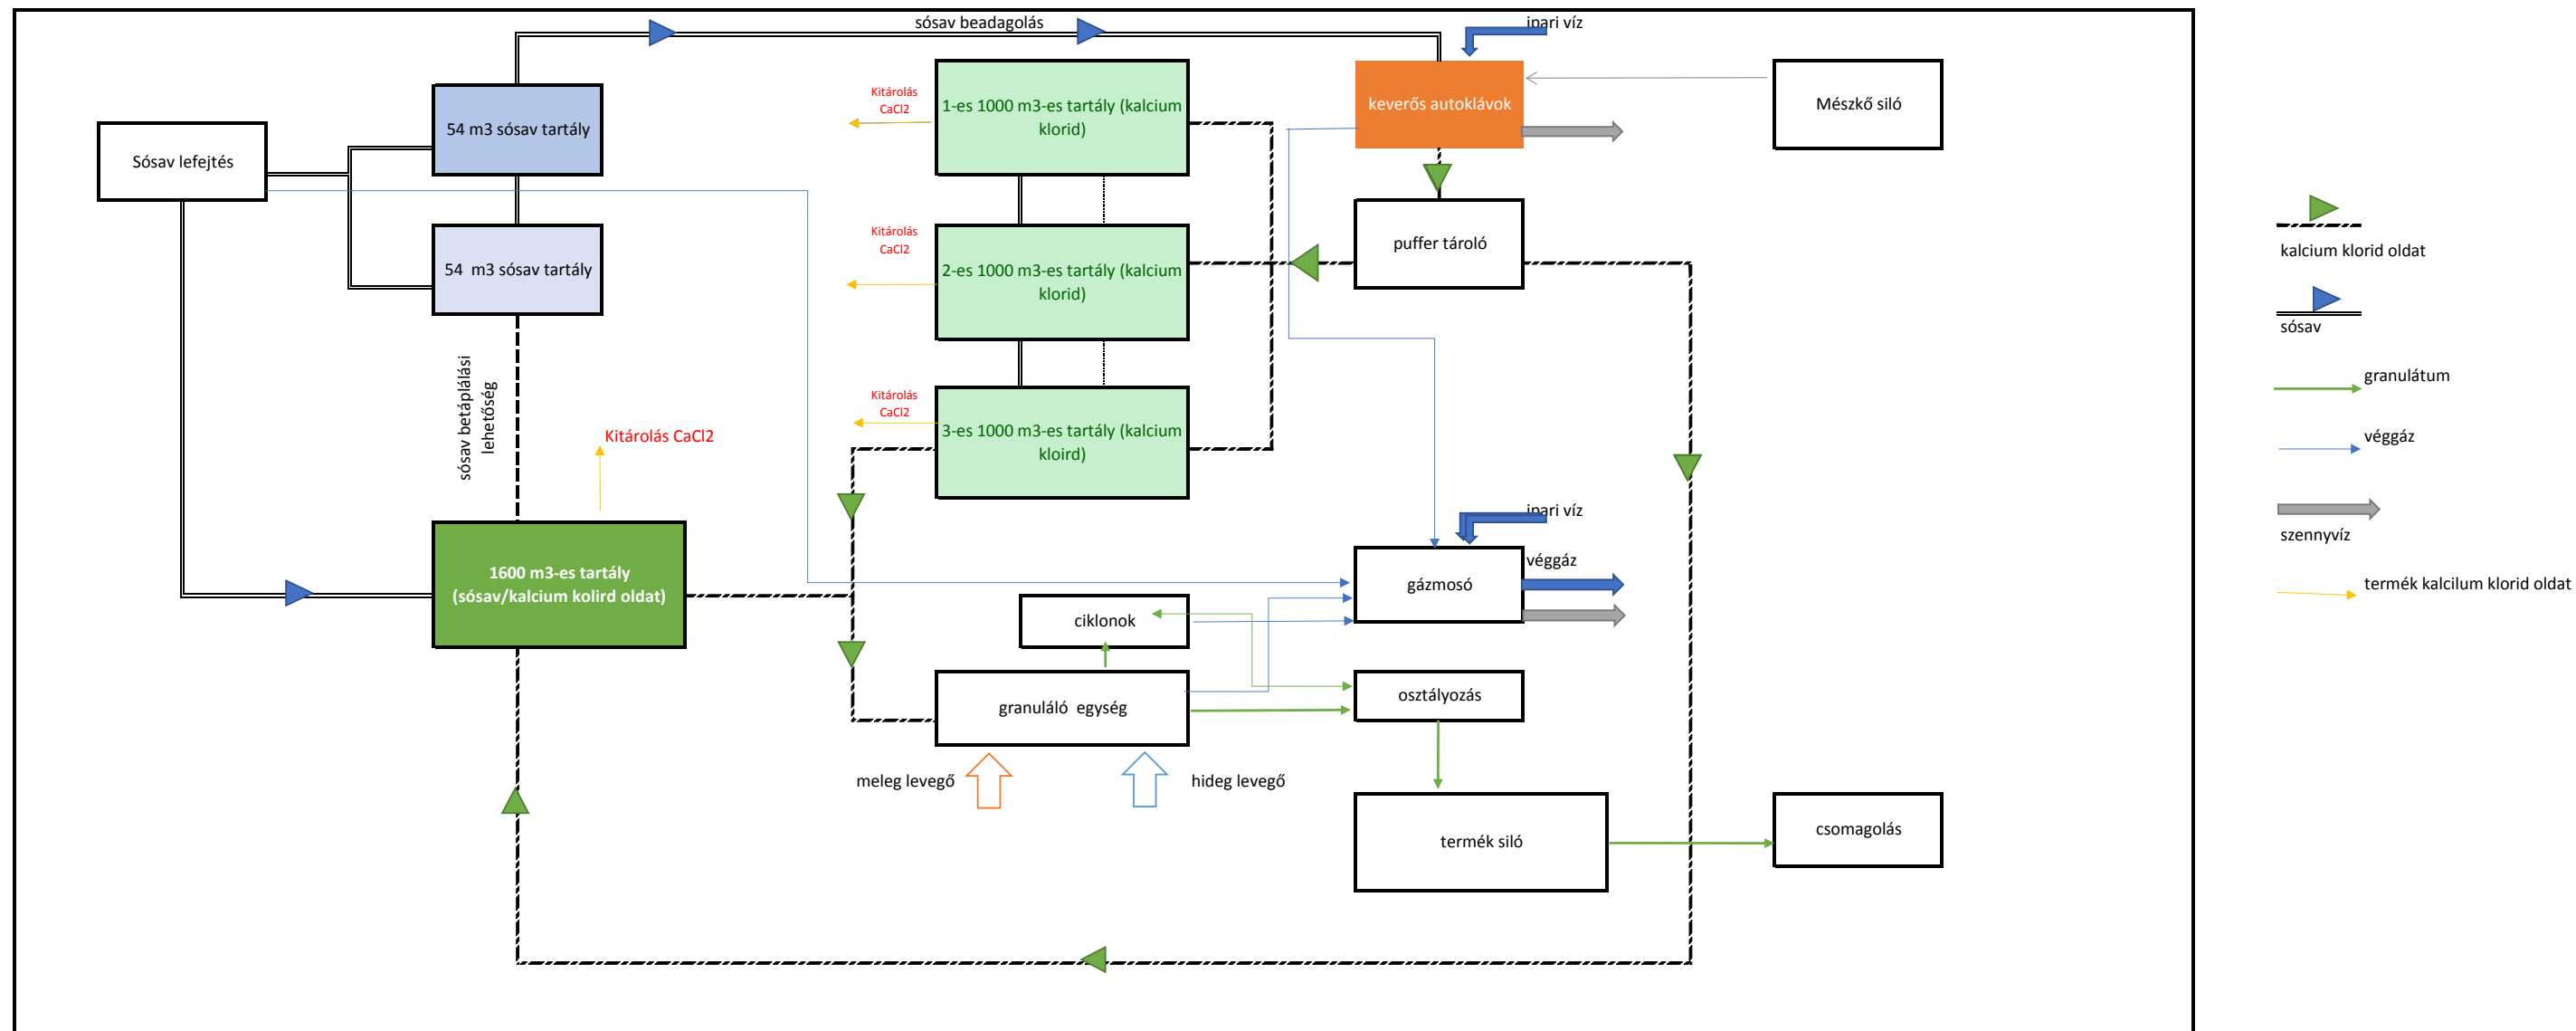 sósav beadagolás
ipari víz
Sósav lefejtés
54 m3 sósav tartály
54  m3 sósav tartály
sósav betáplálási
lehetőség
Kitárolás CaCl2
1600 m3-es tartály
(sósav/kalcium kolird oldat)
Kitárolás
CaCl2
1-es 1000 m3-es tartály (kalcium
klorid)
Kitárolás
CaCl2
2-es 1000 m3-es tartály (kalcium
klorid)
Kitárolás
CaCl2
3-es 1000 m3-es tartály (kalcium
kloird)
keverős autoklávok
Mészkő siló
puffer tároló
ipari víz
véggáz
gázmosó
ciklonok
granuláló  egység
osztályozás
meleg levegő
hideg levegő
termék siló
csomagolás
kalcium klorid oldat
sósav
granulátum
véggáz
szennyvíz
termék kalcilum klorid oldat